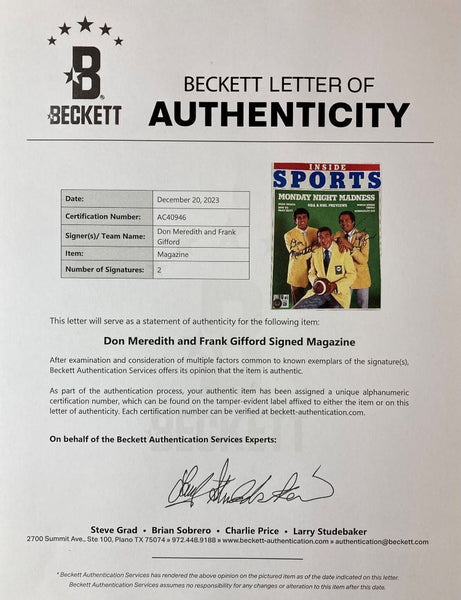 B
BECKETT
BECKETT LETTER OF
AUTHENTICITY
Date: December 20, 2023
Certification Number: AC40946
Signer(s)/ Team Name: Don Meredith and Frank Gifford
Item: Magazine
Number of Signatures: 2
INSIDE
SPORTS
MONDAY NIGHT MADNESS
NBA & NHL PREVIEWS
This letter will serve as a statement of authenticity for the following item:
Don Meredith and Frank Gifford Signed Magazine
After examination and consideration of multiple factors common to known exemplars of the signature(s),
Beckett Authentication Services offers its opinion that the item is authentic.
As part of the authentication process, your authentic item has been assigned a unique alphanumeric
certification number, which can be found on the tamper-evident label affixed to either the item or on this
letter of authenticity. Each certification number can be verified at beckett-authentication.com.
BECKETT
On behalf of the Beckett Authentication Services Experts:
Steve Grad • Brian Sobrero • Charlie Price • Larry Studebaker
2700 Summit Ave., Ste 100, Plano TX 75074 » 972.448.9188 » www.beckett-authentication.com » authentication@beckett.com
* Beckett Authentication Services has rendered the above opinion on the pictured item as of the date indicated on this letter.
Beckett Authentication Services assumes no responsibility for any changes or alteration to this item after this date.